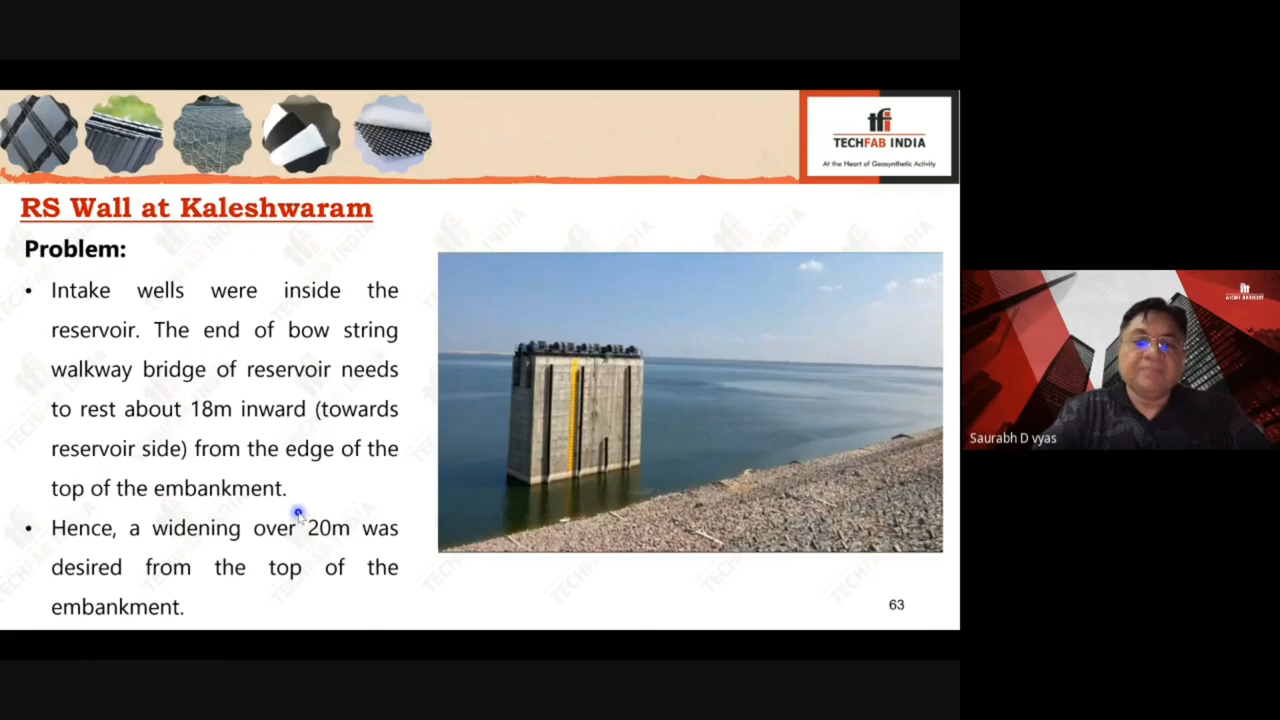 tfi
TECHFAB INDIA
At the Heart of Geosynthetic Activity
RS Wall at Kaleshwaram
Problem:
• Intake wells were inside the
reservoir. The end of bow string
walkway bridge of reservoir needs
to rest about 18m inward (towards
reservoir side) from the edge of the
top of the embankment.
• Hence, a widening over 20m was
desired from the top of the
embankment.
63
Saurabh D vyas